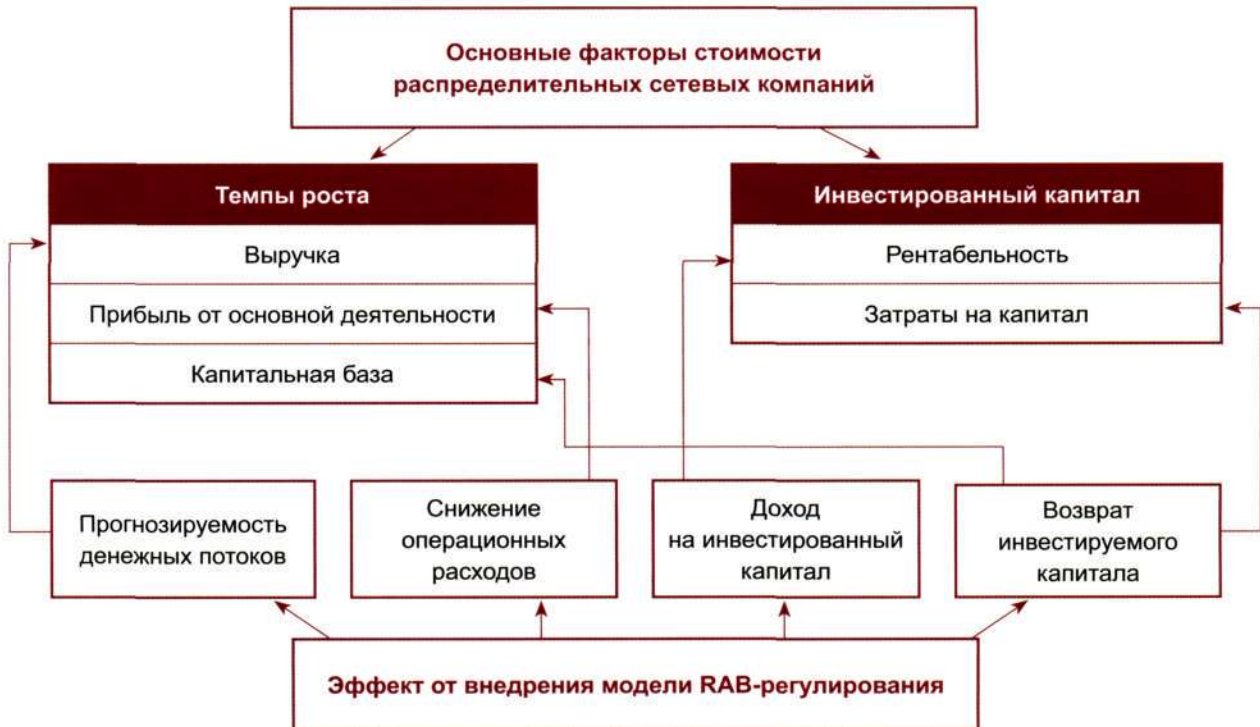 Основные факторы стоимости
распределительных сетевых компаний
Темпы роста
Выручка
Прибыль от основной деятельности
Капитальная база
Инвестированный капитал
Рентабельность
Затраты на капитал
Прогнозируемость
денежных потоков
Снижение
операционных
расходов
Доход
на инвестированный
капитал
Возврат
инвестируемого
капитала
Эффект от внедрения модели RAB-регулирования